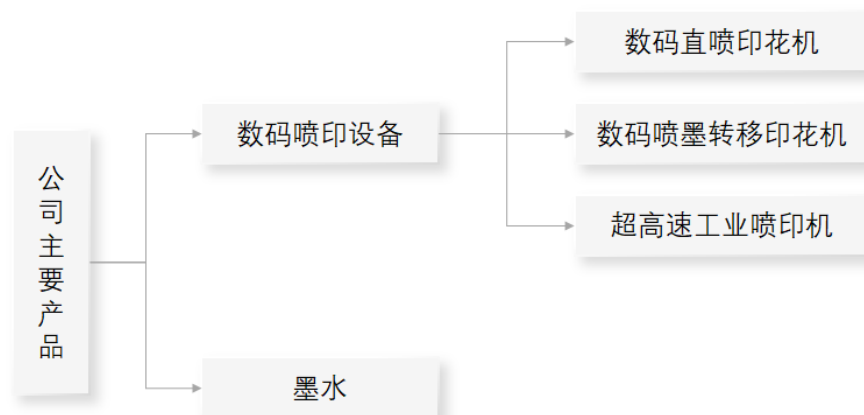 公司主要产品
数码喷印设备
数码直喷印花机
数码喷墨转移印花机
超高速工业喷印机
墨水